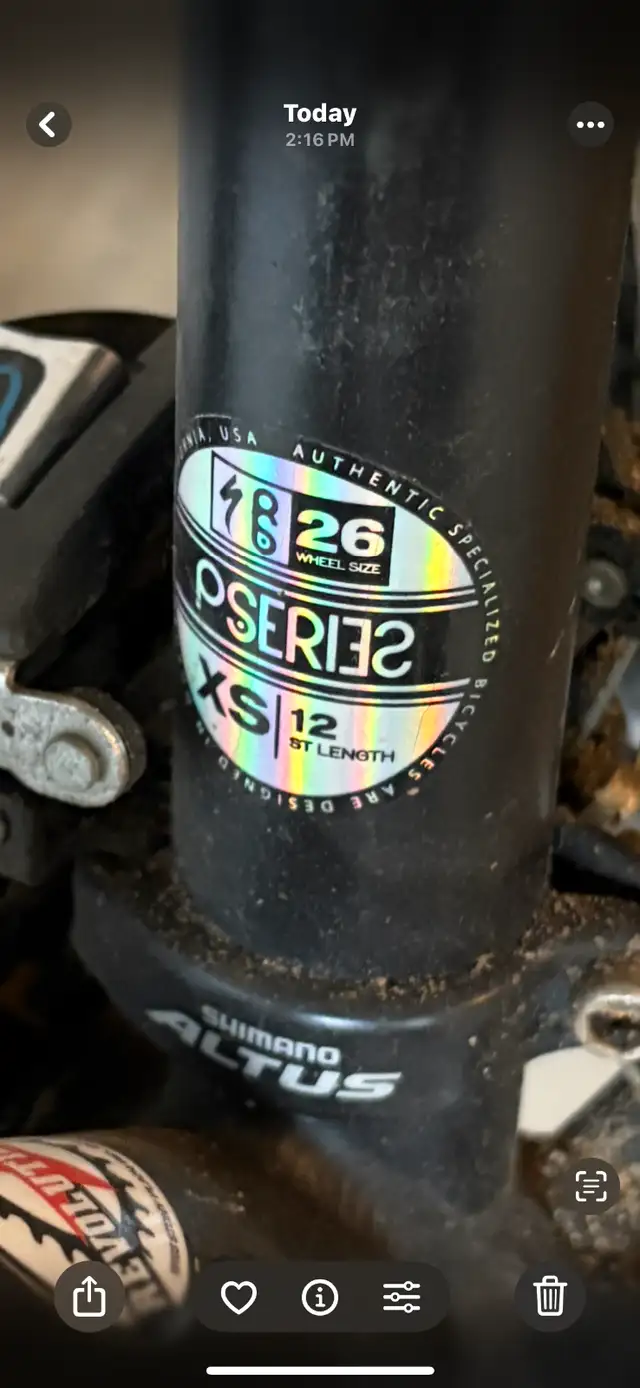 Today
2:16 PM
USA AUTHENTIC SPECIALIZED BICYCLES ARE DESIGNED IN
26
WHEEL SIZE
P SERIES
XS 12
ST LENGTH
SHIMANO
ALTUS